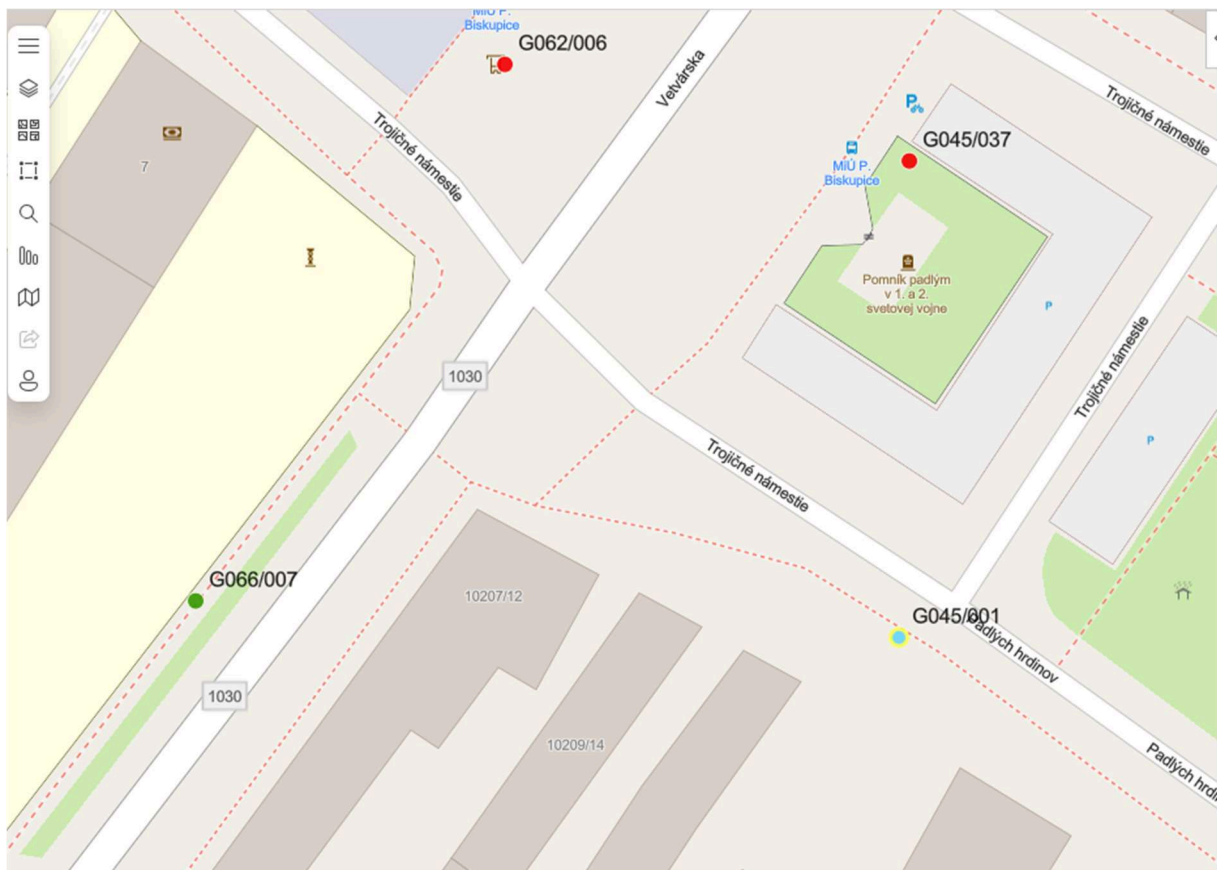 MiÚ P.
Biskupice
G062/006
Vetvárska
Trojičné námestie
Trojičné námestie
G045/037
MiÚ P.
Biskupice
7
Pomník padlým
v 1. a 2.
svetovej vojne
P
P
P
Trojičné námestie
1030
Trojičné námestie
G066/007
10207/12
G045/001
Padlých hrdinov
1030
10209/14
Padlých hrdi